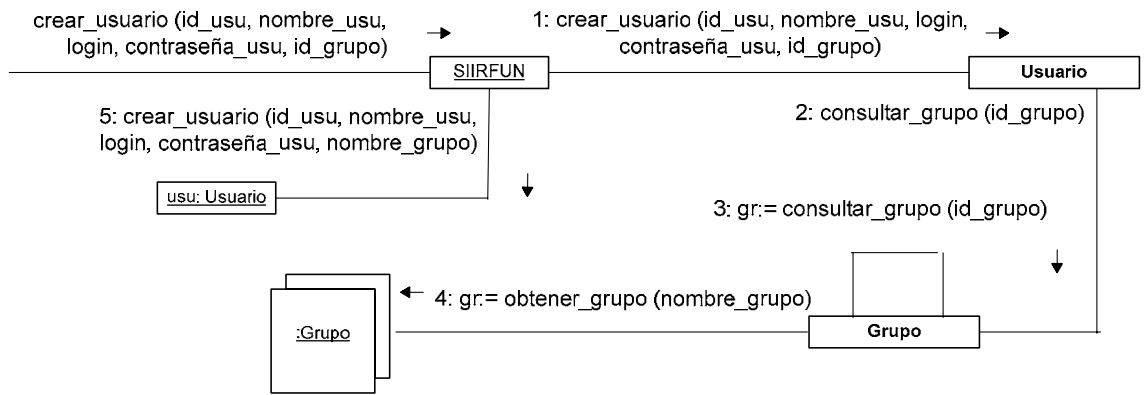 crear_usuario (id_usu, nombre_usu,
login, contraseña_usu, id_grupo)
1: crear_usuario (id_usu, nombre_usu, login,
contraseña_usu, id_grupo)
SIIRFUN
Usuario
5: crear_usuario (id_usu, nombre_usu,
login, contraseña_usu, nombre_grupo)
2: consultar_grupo (id_grupo)
usu: Usuario
3: gr:= consultar_grupo (id_grupo)
4: gr:= obtener_grupo (nombre_grupo)
:Grupo
Grupo